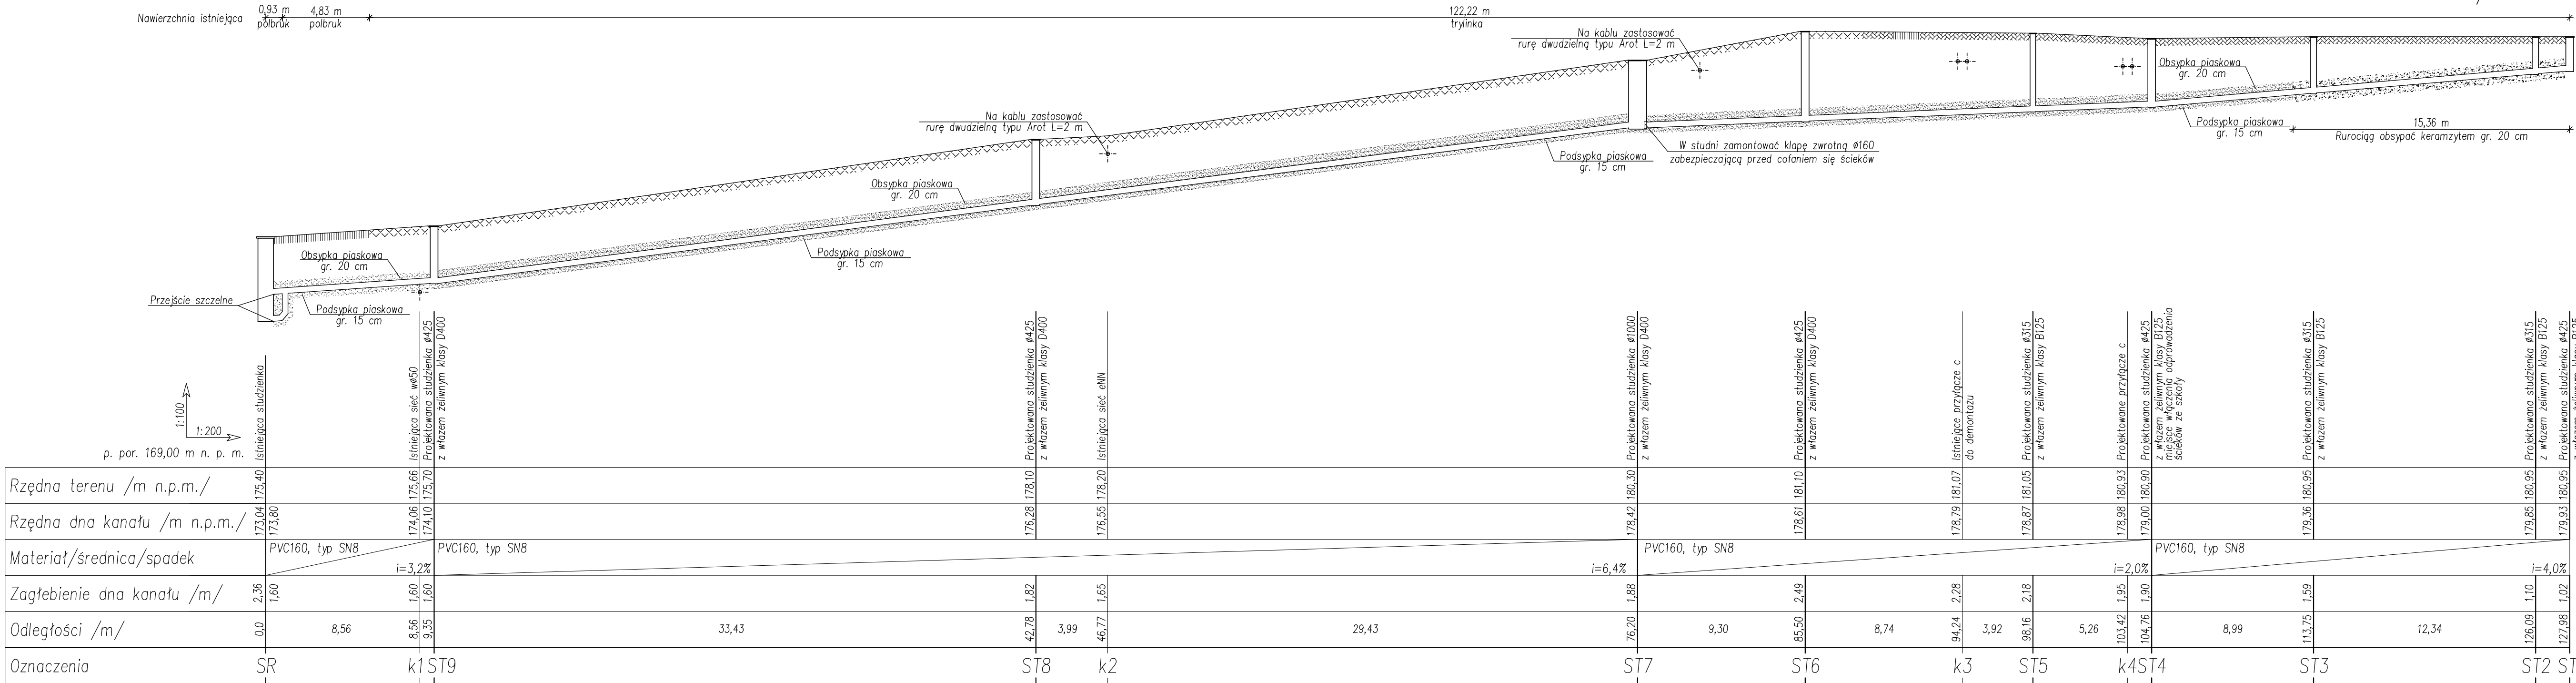 Nawierzchnia istniejąca
0,93 m
polbruk
4,83 m
polbruk
122,22 m
trylinka
Na kablu zastosować
rurę dwudzielną typu Arot L=2 m
Na kablu zastosować
rurę dwudzielną typu Arot L=2 m
Obsypka piaskowa
gr. 20 cm
Podsypka piaskowa
gr. 15 cm
15,36 m
Rurociąg obsypać keramzytem gr. 20 cm
W studni zamontować klapę zwrotną ø160
zabezpieczającą przed cofaniem się ścieków
Podsypka piaskowa
gr. 15 cm
Obsypka piaskowa
gr. 20 cm
Podsypka piaskowa
gr. 15 cm
Obsypka piaskowa
gr. 20 cm
Przejście szczelne
Podsypka piaskowa
gr. 15 cm
1:100
1:200
p. por. 169,00 m n. p. m.
Istniejąca studzienka
Istniejąca sieć wø50
Projektowana studzienka ø425
z włazem żeliwnym klasy D400
Projektowana studzienka ø425
z włazem żeliwnym klasy D400
Istniejąca sieć eNN
Projektowana studzienka ø1000
z włazem żeliwnym klasy D400
Projektowana studzienka ø425
z włazem żeliwnym klasy D400
Istniejące przyłącze c
do demontażu
Projektowana studzienka ø315
z włazem żeliwnym klasy B125
Projektowane przyłącze c
Projektowana studzienka ø425
z włazem żeliwnym klasy B125
miejsce włączenia odprowadzenia
ścieków ze szkoły
Projektowana studzienka ø315
z włazem żeliwnym klasy B125
Projektowana studzienka ø315
z włazem żeliwnym klasy B125
Projektowana studzienka ø425
Rzędna terenu /m n.p.m./ 175,40 175,66 175,70 178,10 178,20 180,30 181,10 181,07 181,05 180,93 180,90 180,95 180,95 180,95
Rzędna dna kanału /m n.p.m./ 173,04 173,80 174,06 174,10 176,28 176,55 178,42 178,61 178,79 178,87 178,98 179,00 179,36 179,85 179,93
Materiał/średnica/spadek PVC160, typ SN8 i=3,2% PVC160, typ SN8 i=6,4% PVC160, typ SN8 i=2,0% PVC160, typ SN8 i=4,0%
Zagłebienie dna kanału /m/ 2,36 1,60 1,60 1,60 1,82 1,65 1,88 2,49 2,28 2,18 1,95 1,90 1,59 1,10 1,02
Odległości /m/ 0,0 8,56 8,56 9,35 33,43 42,78 3,99 46,77 29,43 76,20 9,30 85,50 8,74 94,24 3,92 98,16 5,26 103,42 104,76 8,99 113,75 12,34 126,09 127,98
Oznaczenia SR k1 ST9 ST8 k2 ST7 ST6 k3 ST5 k4 ST4 ST3 ST2 ST